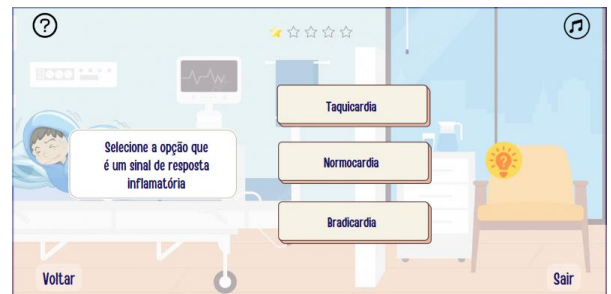 ?
Selecione a opção que
é um sinal de resposta
inflamatória
Taquicardia
Normocardia
Bradicardia
Voltar
Sair